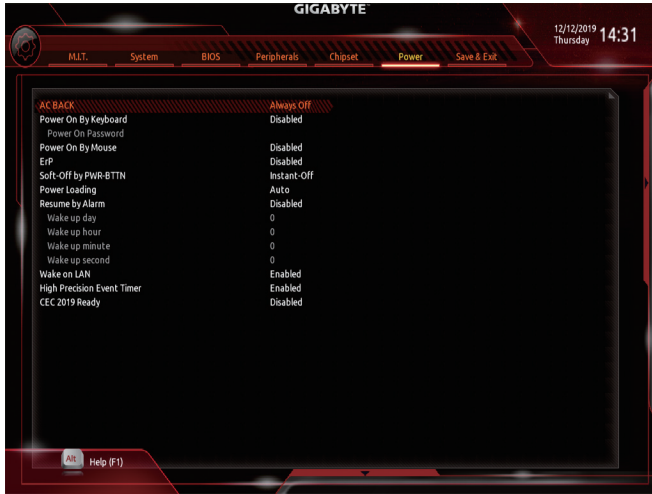 GIGABYTE™
12/12/2019 14:31
Thursday
M.I.T. System BIOS Peripherals Chipset Power Save & Exit
AC BACK Always Off
Power On By Keyboard Disabled
Power On Password
Power On By Mouse Disabled
ErP Disabled
Soft-Off by PWR-BTTN Instant-Off
Power Loading Auto
Resume by Alarm Disabled
Wake up day 0
Wake up hour 0
Wake up minute 0
Wake up second 0
Wake on LAN Enabled
High Precision Event Timer Enabled
CEC 2019 Ready Disabled
Alt Help (F1)